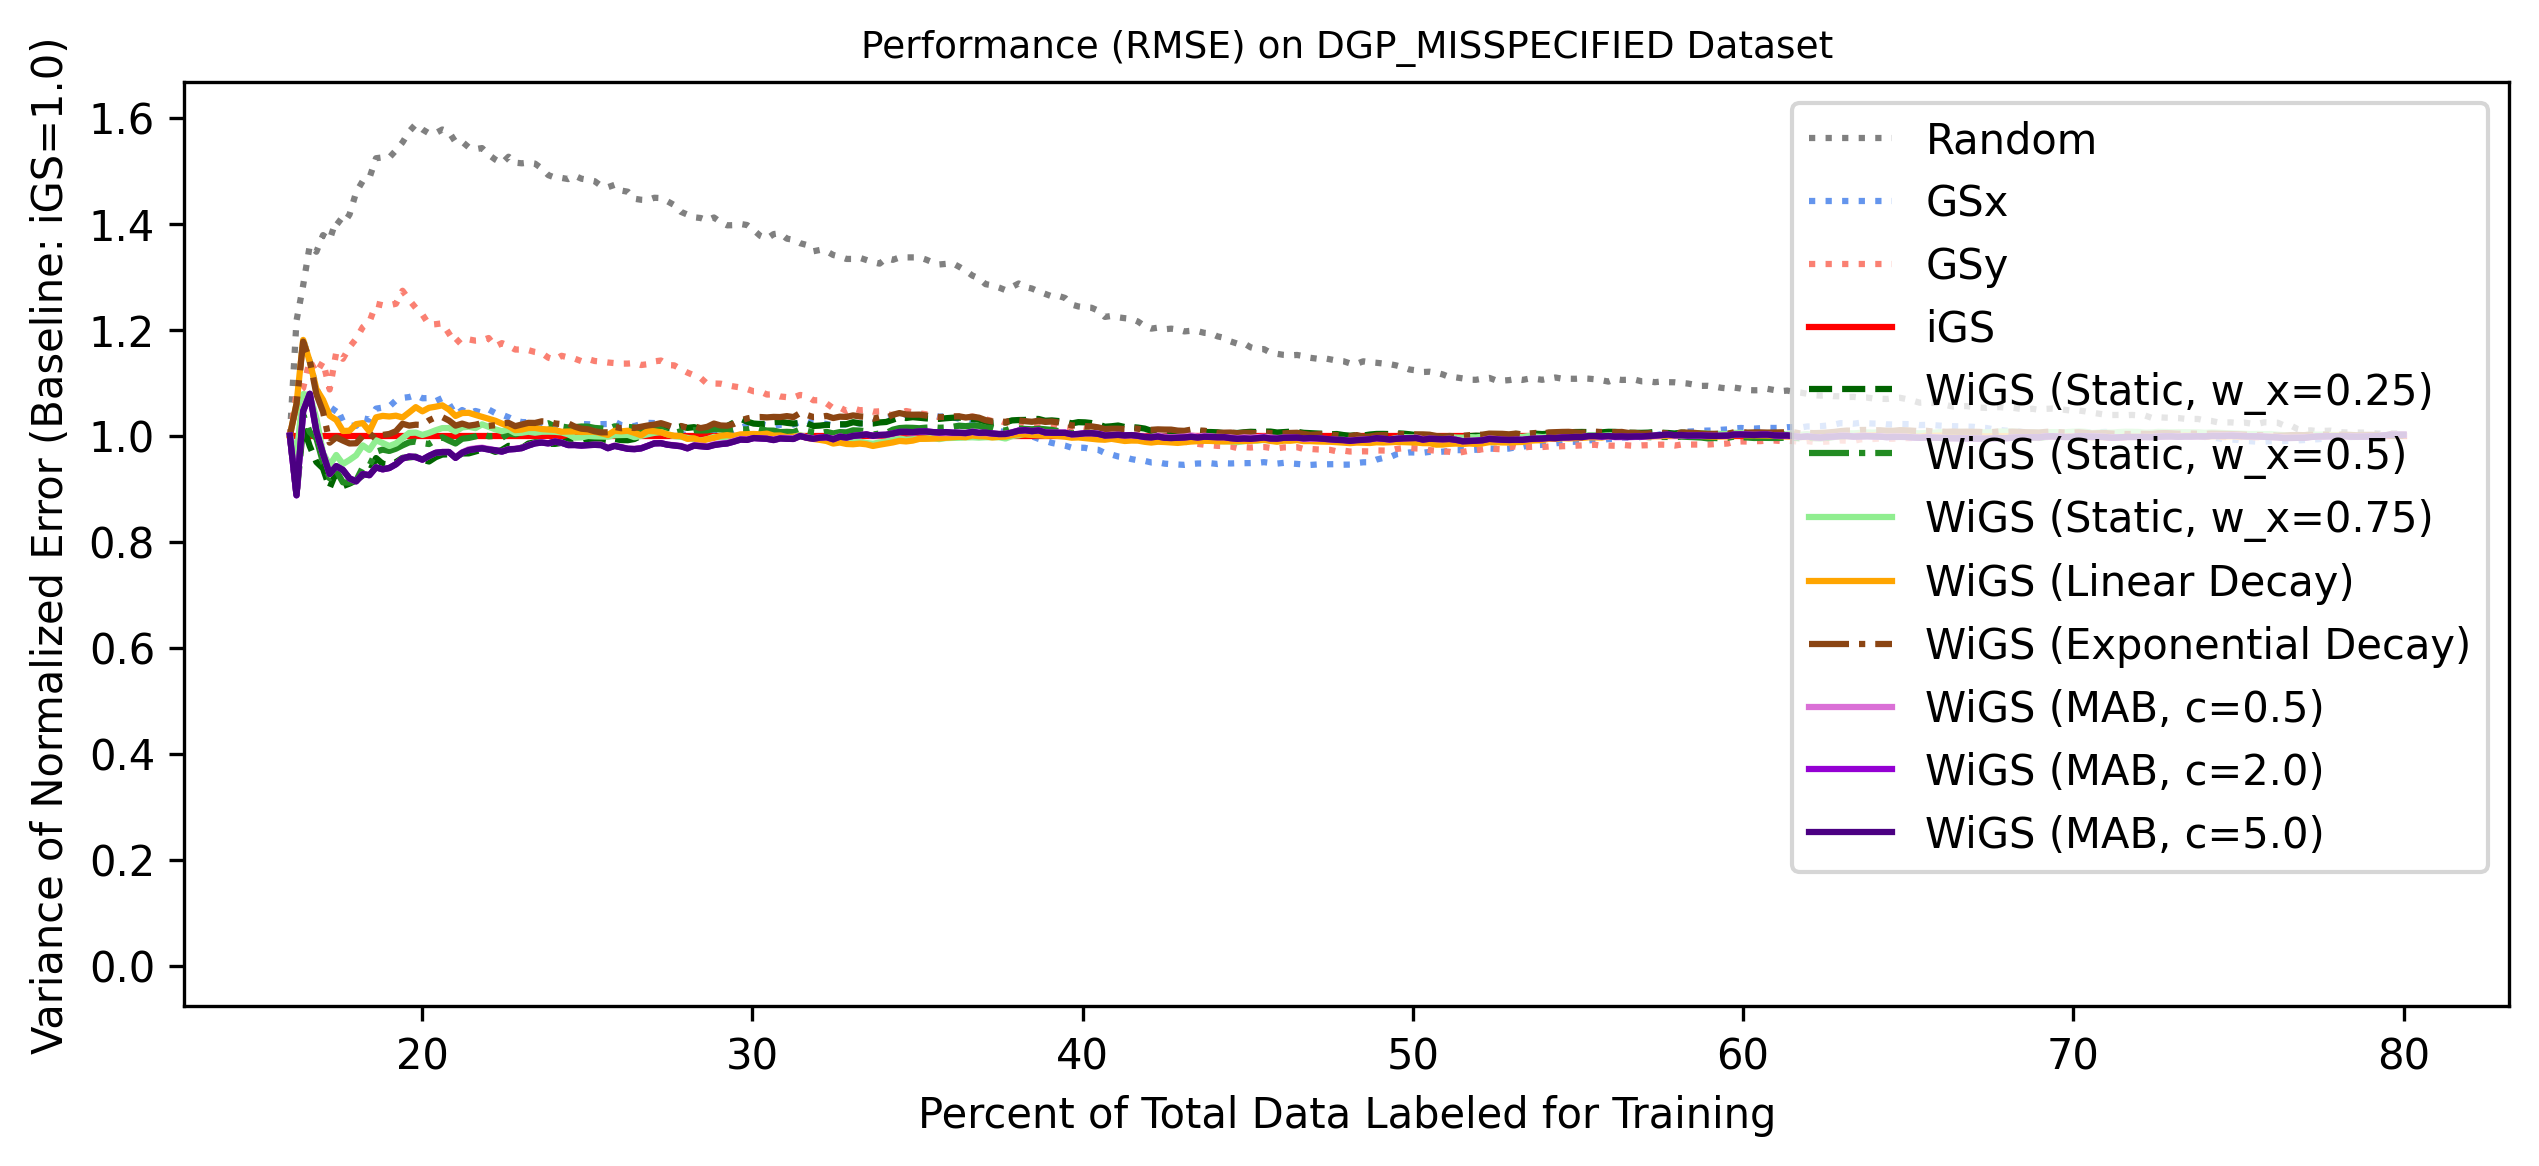 Performance (RMSE) on DGP_MISSPECIFIED Dataset
Variance of Normalized Error (Baseline: iGS=1.0)
1.6
1.4
1.2
1.0
0.8
0.6
0.4
0.2
0.0
Random
GSx
GSy
iGS
WiGS (Static, w_x=0.25)
WiGS (Static, w_x=0.5)
WiGS (Static, w_x=0.75)
WiGS (Linear Decay)
WiGS (Exponential Decay)
WiGS (MAB, c=0.5)
WiGS (MAB, c=2.0)
WiGS (MAB, c=5.0)
20 30 40 50 60 70 80
Percent of Total Data Labeled for Training